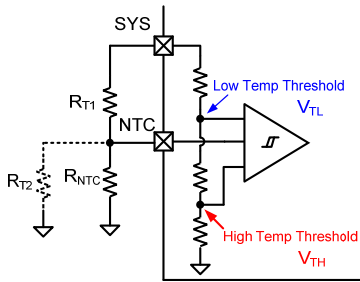 SYS
Low Temp Threshold
VTL
RT1
NTC
RT2
RNTC
High Temp Threshold
VTH